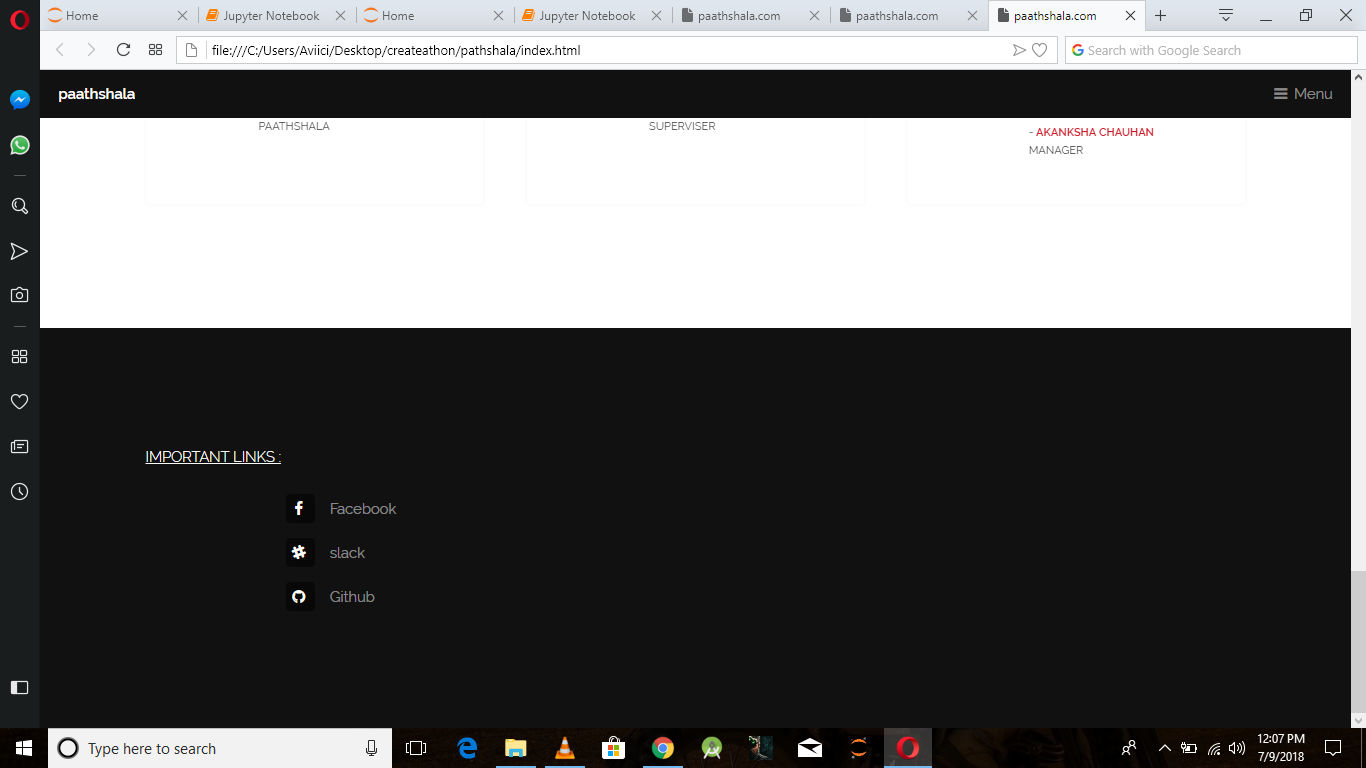 Home
Jupyter Notebook
Home
Jupyter Notebook
paathshala.com
paathshala.com
paathshala.com
file:///C:/Users/Aviici/Desktop/createathon/pathshala/index.html
Search with Google Search
paathshala
Menu
PAATHSHALA
SUPERVISER
- AKANKSHA CHAUHAN
MANAGER
IMPORTANT LINKS :
Facebook
slack
Github
Type here to search
12:07 PM
7/9/2018